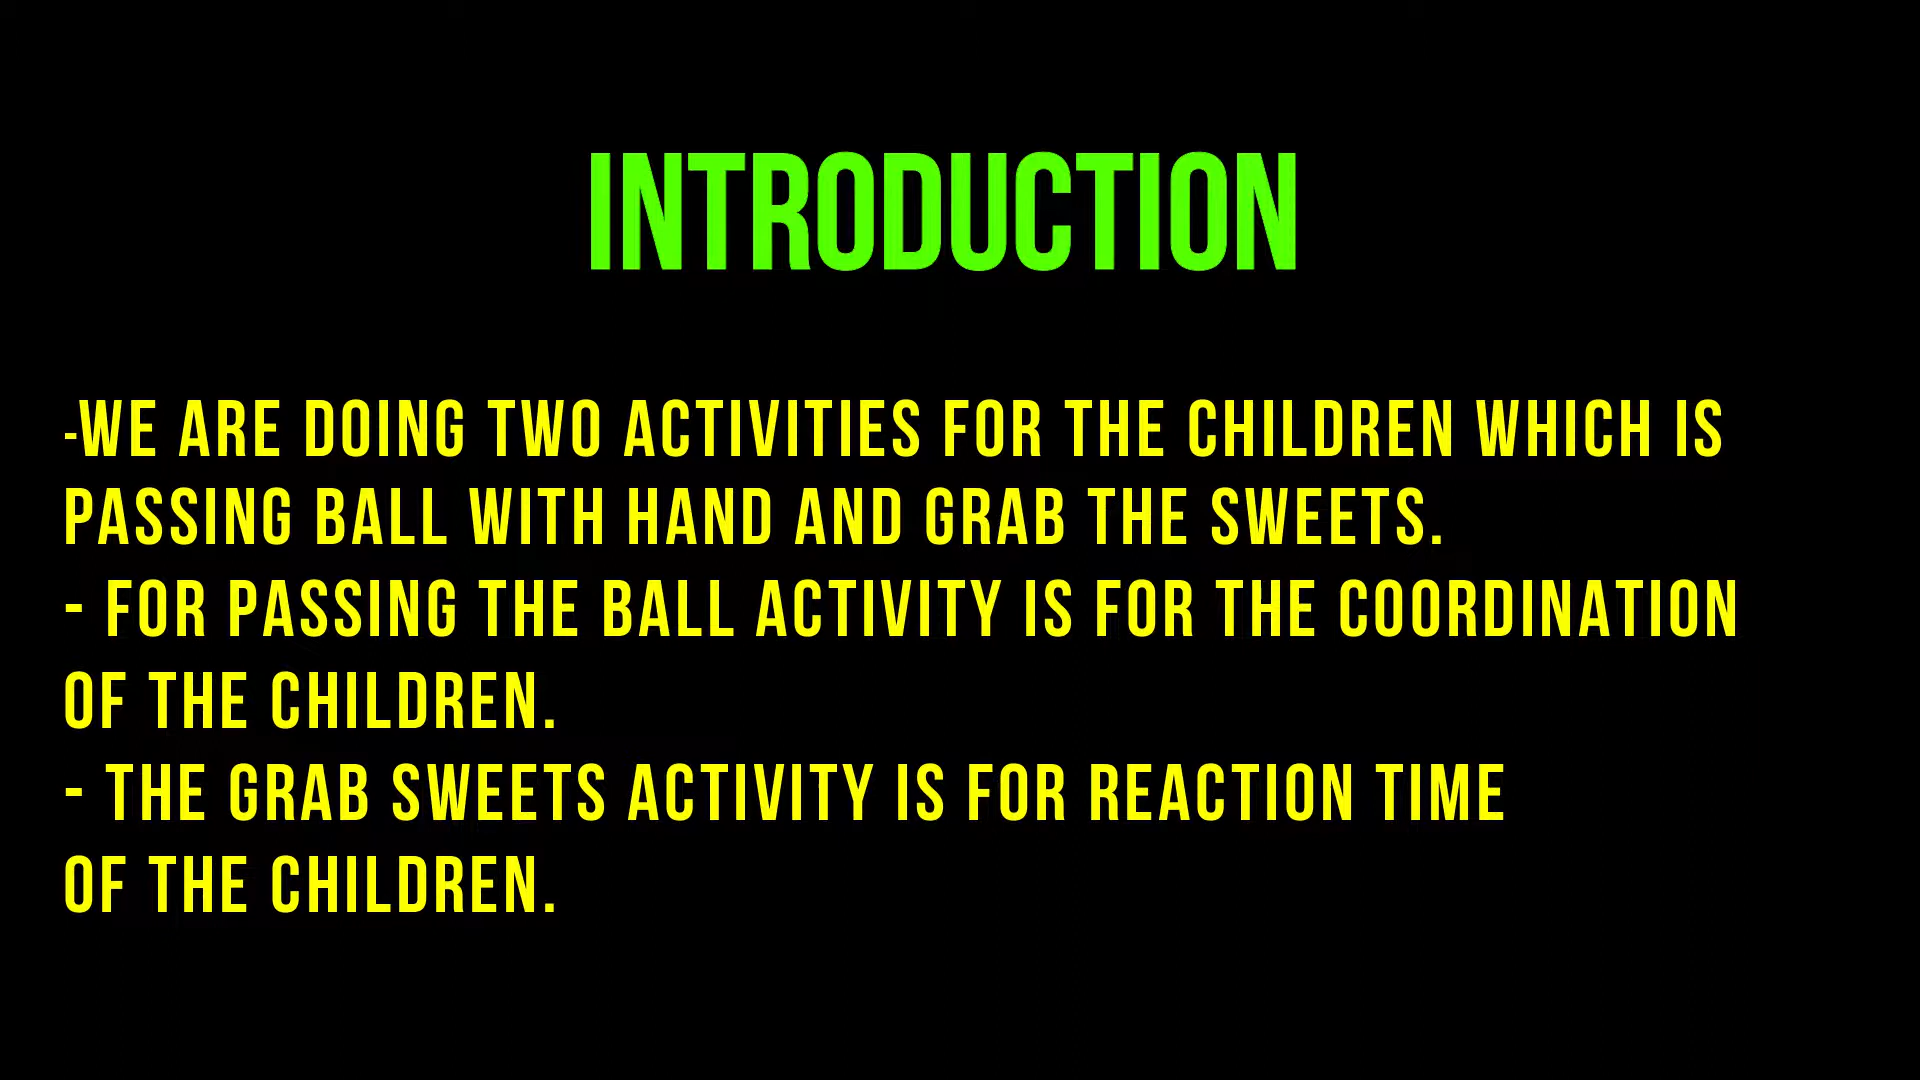 INTRODUCTION
-WE ARE DOING TWO ACTIVITIES FOR THE CHILDREN WHICH IS
PASSING BALL WITH HAND AND GRAB THE SWEETS.
- FOR PASSING THE BALL ACTIVITY IS FOR THE COORDINATION
OF THE CHILDREN.
- THE GRAB SWEETS ACTIVITY IS FOR REACTION TIME
OF THE CHILDREN.